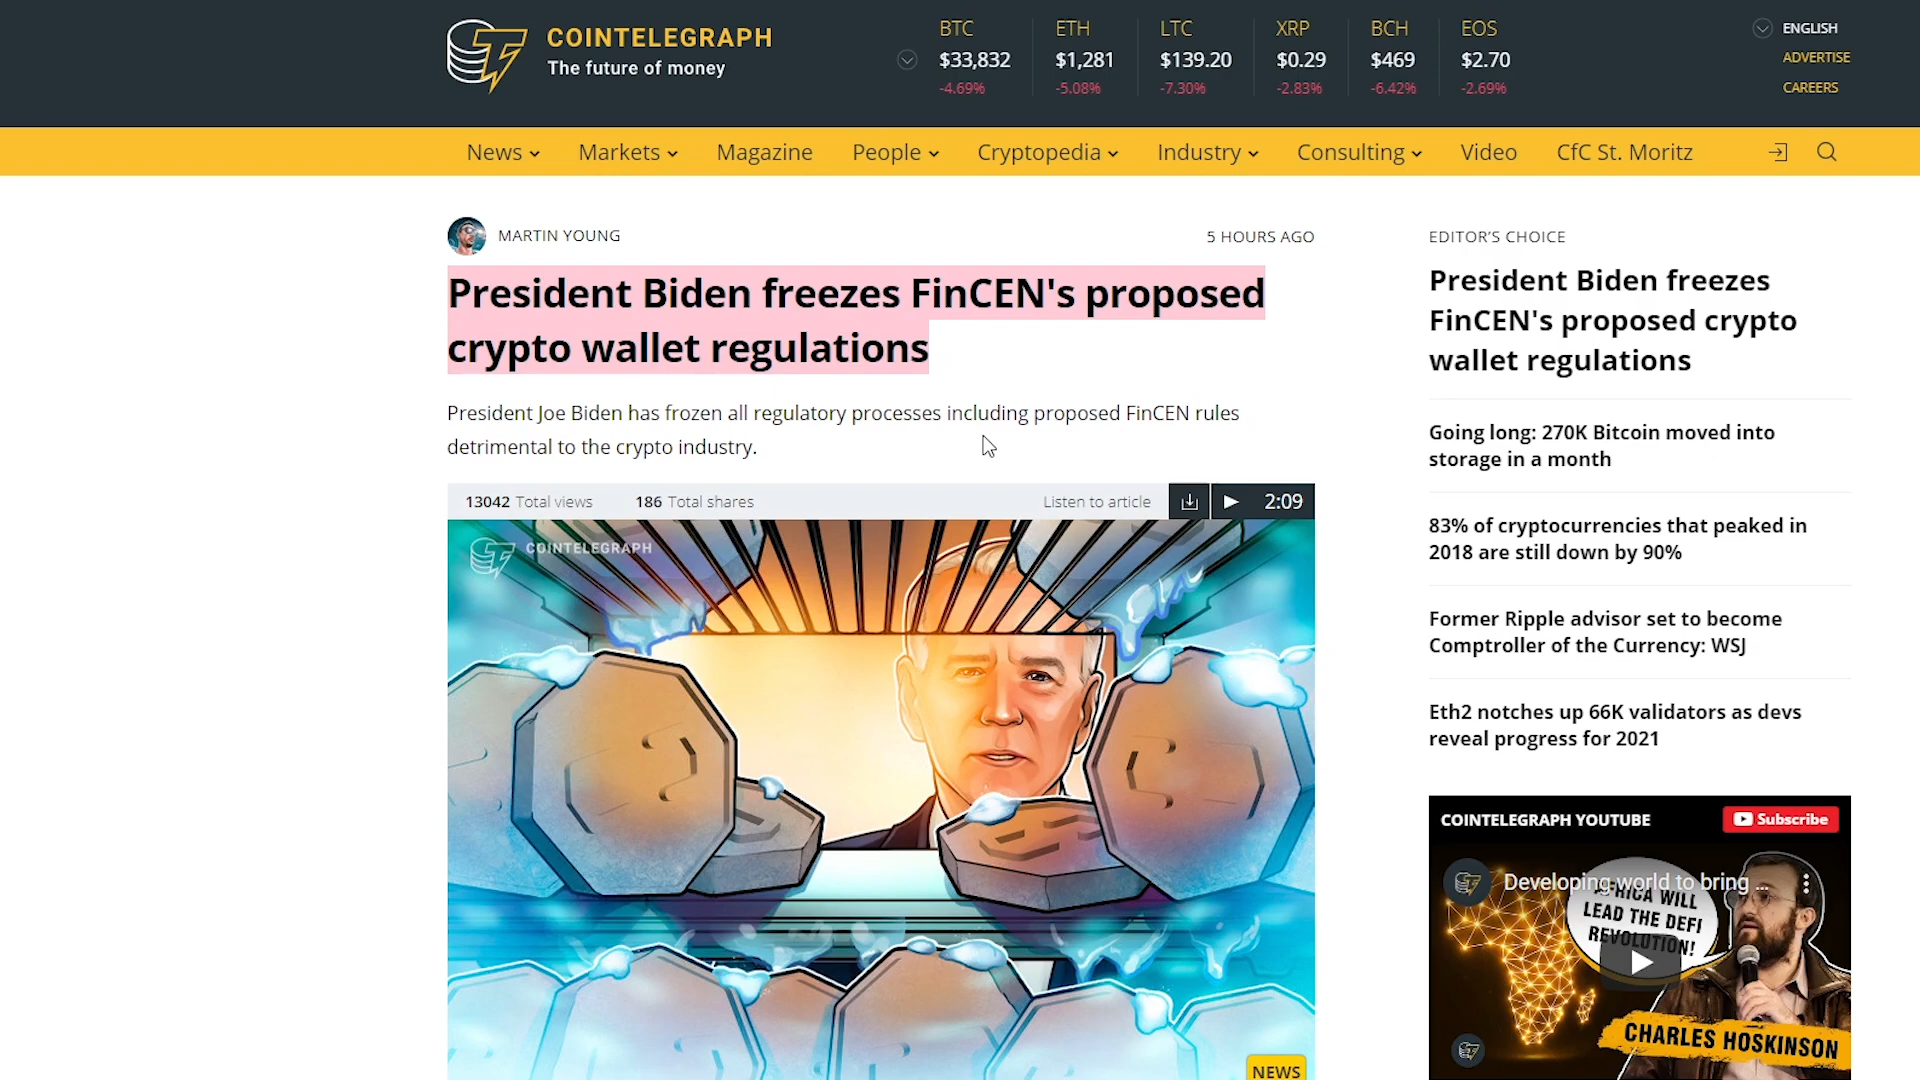 COINTELEGRAPH
The future of money
BTC
$33,832
-4.69%
ETH
$1,281
-5.08%
LTC
$139.20
-7.30%
XRP
$0.29
-2.83%
BCH
$469
-6.42%
EOS
$2.70
-2.69%
ENGLISH
ADVERTISE
CAREERS
News Markets Magazine People Cryptopedia Industry Consulting Video CfC St. Moritz
MARTIN YOUNG
5 HOURS AGO
President Biden freezes FinCEN's proposed
crypto wallet regulations
President Joe Biden has frozen all regulatory processes including proposed FinCEN rules
detrimental to the crypto industry.
13042 Total views 186 Total shares Listen to article 2:09
COINTELEGRAPH
NEWS
EDITOR'S CHOICE
President Biden freezes
FinCEN's proposed crypto
wallet regulations
Going long: 270K Bitcoin moved into
storage in a month
83% of cryptocurrencies that peaked in
2018 are still down by 90%
Former Ripple advisor set to become
Comptroller of the Currency: WSJ
Eth2 notches up 66K validators as devs
reveal progress for 2021
COINTELEGRAPH YOUTUBE
Subscribe
Developing world to bring ...
AFRICA WILL
LEAD THE DEFI
REVOLUTION!
CHARLES HOSKINSON